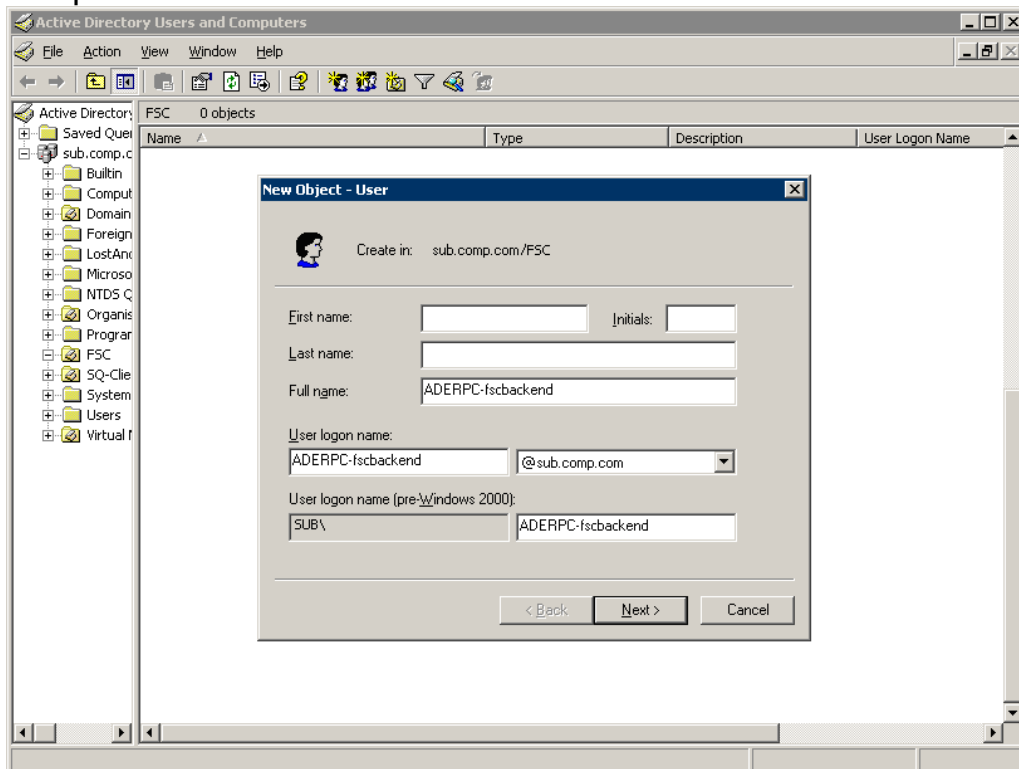 Active Directory Users and Computers
File Action View Window Help
Active Directory
FSC 0 objects
Saved Quer
Name Type Description User Logon Name
sub.comp.c
Builtin
Comput
Domain
Foreign
LostAnd
Microso
NTDS Q
Organis
Program
FSC
SQ-Clie
System
Users
Virtual
New Object - User
Create in: sub.comp.com/FSC
First name: Initials:
Last name:
Full name: ADERPC-fscbackend
User logon name:
ADERPC-fscbackend @sub.comp.com
User logon name (pre-Windows 2000):
SUB\ ADERPC-fscbackend
< Back Next > Cancel